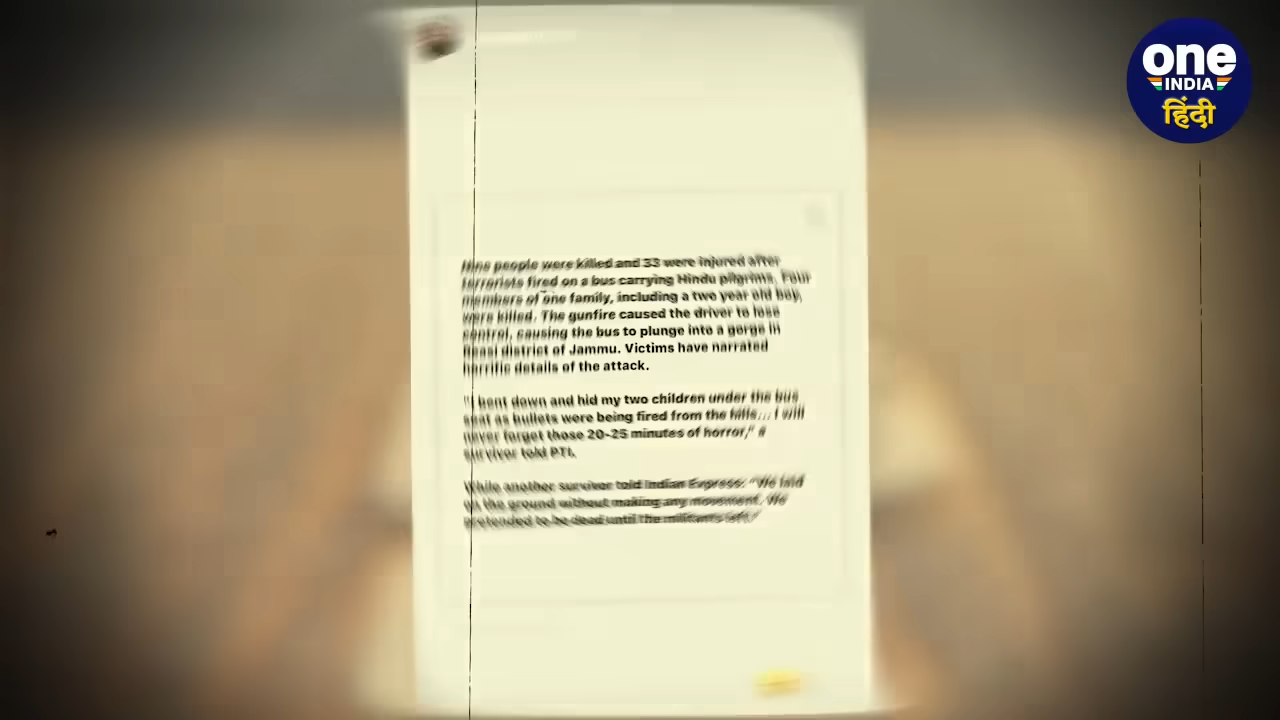 one
INDIA
हिंदी
Nine people were killed and 33 were injured after
terrorists fired on a bus carrying Hindu pilgrims. Four
members of one family, including a two year old boy,
were killed. The gunfire caused the driver to lose
control, causing the bus to plunge into a gorge in
Reasi district of Jammu. Victims have narrated
horrific details of the attack.
"I bent down and hid my two children under the bus
seat as bullets were being fired from the hills... I will
never forget those 20-25 minutes of horror," a
survivor told PTI.
While another survivor told Indian Express: "We laid
on the ground without making any movement. We
pretended to be dead until the militants left."